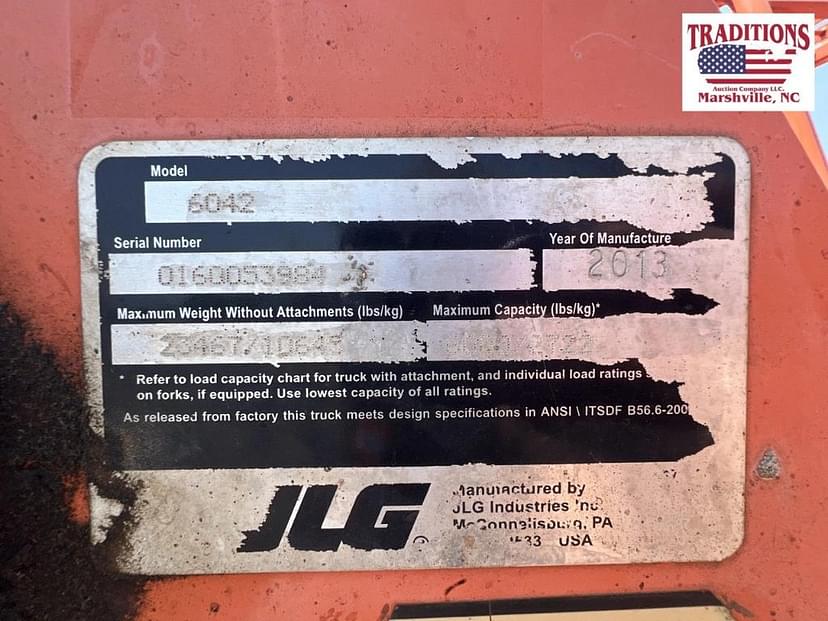 TRADITIONS
Auction Company LLC.
Marshville, NC
Model
6042
Serial Number
Year Of Manufacture
0160053984
2013
Maximum Weight Without Attachments (lbs/kg)
Maximum Capacity (lbs/kg)*
* Refer to load capacity chart for truck with attachment, and individual load ratings
on forks, if equipped. Use lowest capacity of all ratings.
As released from factory this truck meets design specifications in ANSI \ ITSDF B56.6-200
JLG
Manufactured by
JLG Industries Inc.
McConnellsburg, PA
USA